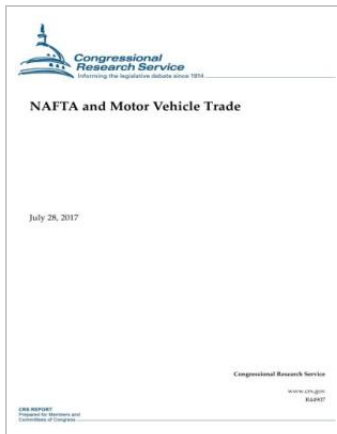 Congressional
Research Service
Informing the legislative debate since 1914
NAFTA and Motor Vehicle Trade
July 28, 2017
Congressional Research Service
www.crs.gov
R44907
CRS REPORT
Prepared for Members and
Committees of Congress